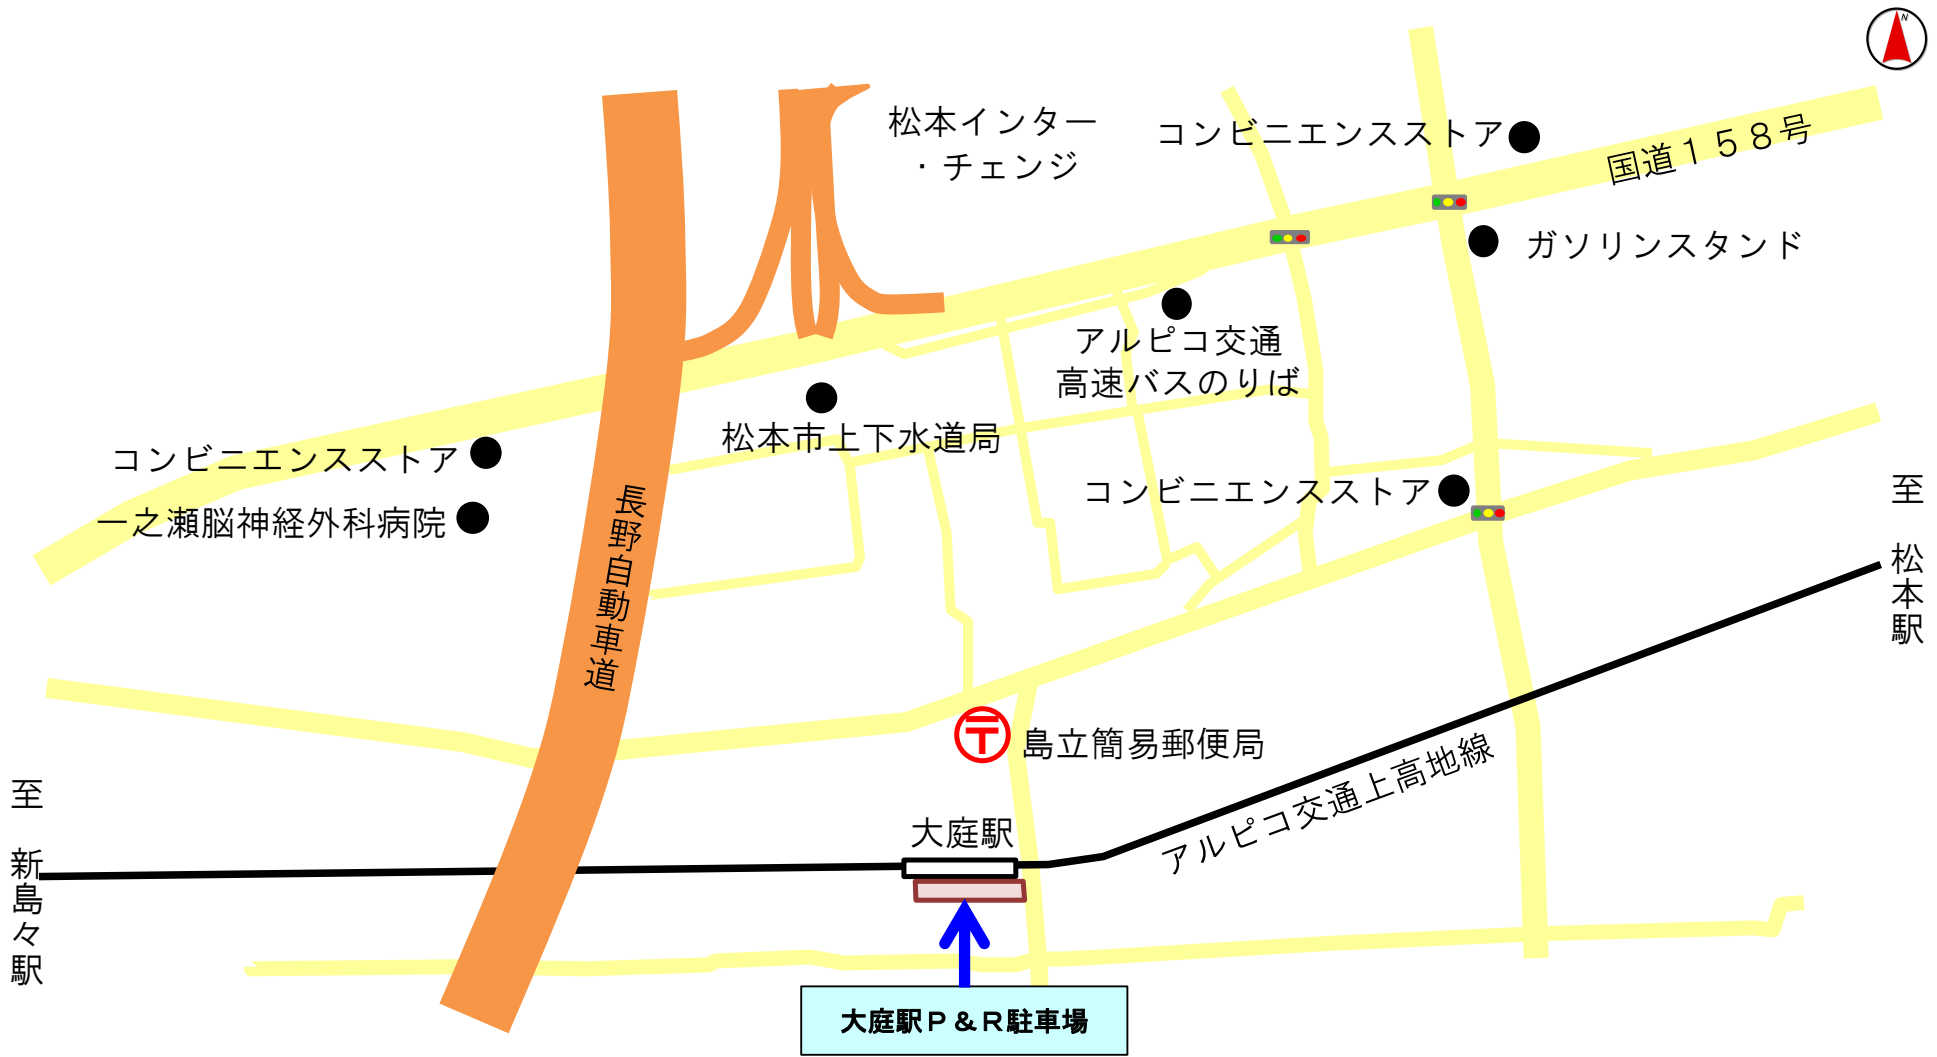 N
松本インター
・チェンジ
コンビニエンスストア
国道１５８号
ガソリンスタンド
アルピコ交通
高速バスのりば
松本市上下水道局
コンビニエンスストア
一之瀬脳神経外科病院
長野自動車道
コンビニエンスストア
至 松本駅
島立簡易郵便局
アルピコ交通上高地線
大庭駅
至 新島々駅
大庭駅Ｐ＆Ｒ駐車場